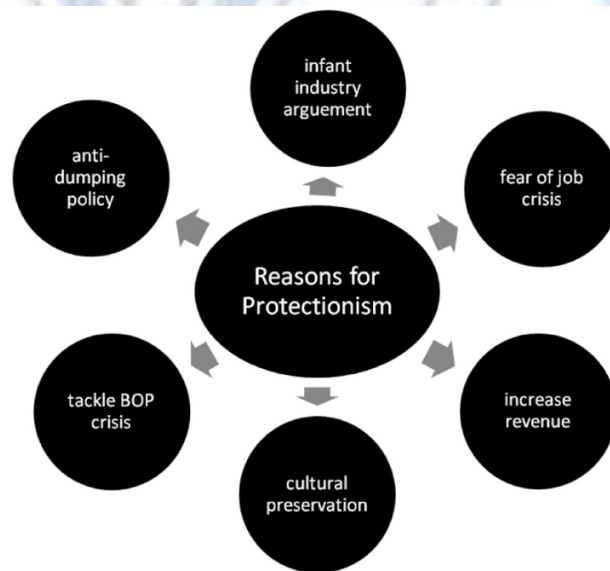 infant
industry
arguement
anti-
dumping
policy
fear of job
crisis
Reasons for
Protectionism
tackle BOP
crisis
increase
revenue
cultural
preservation